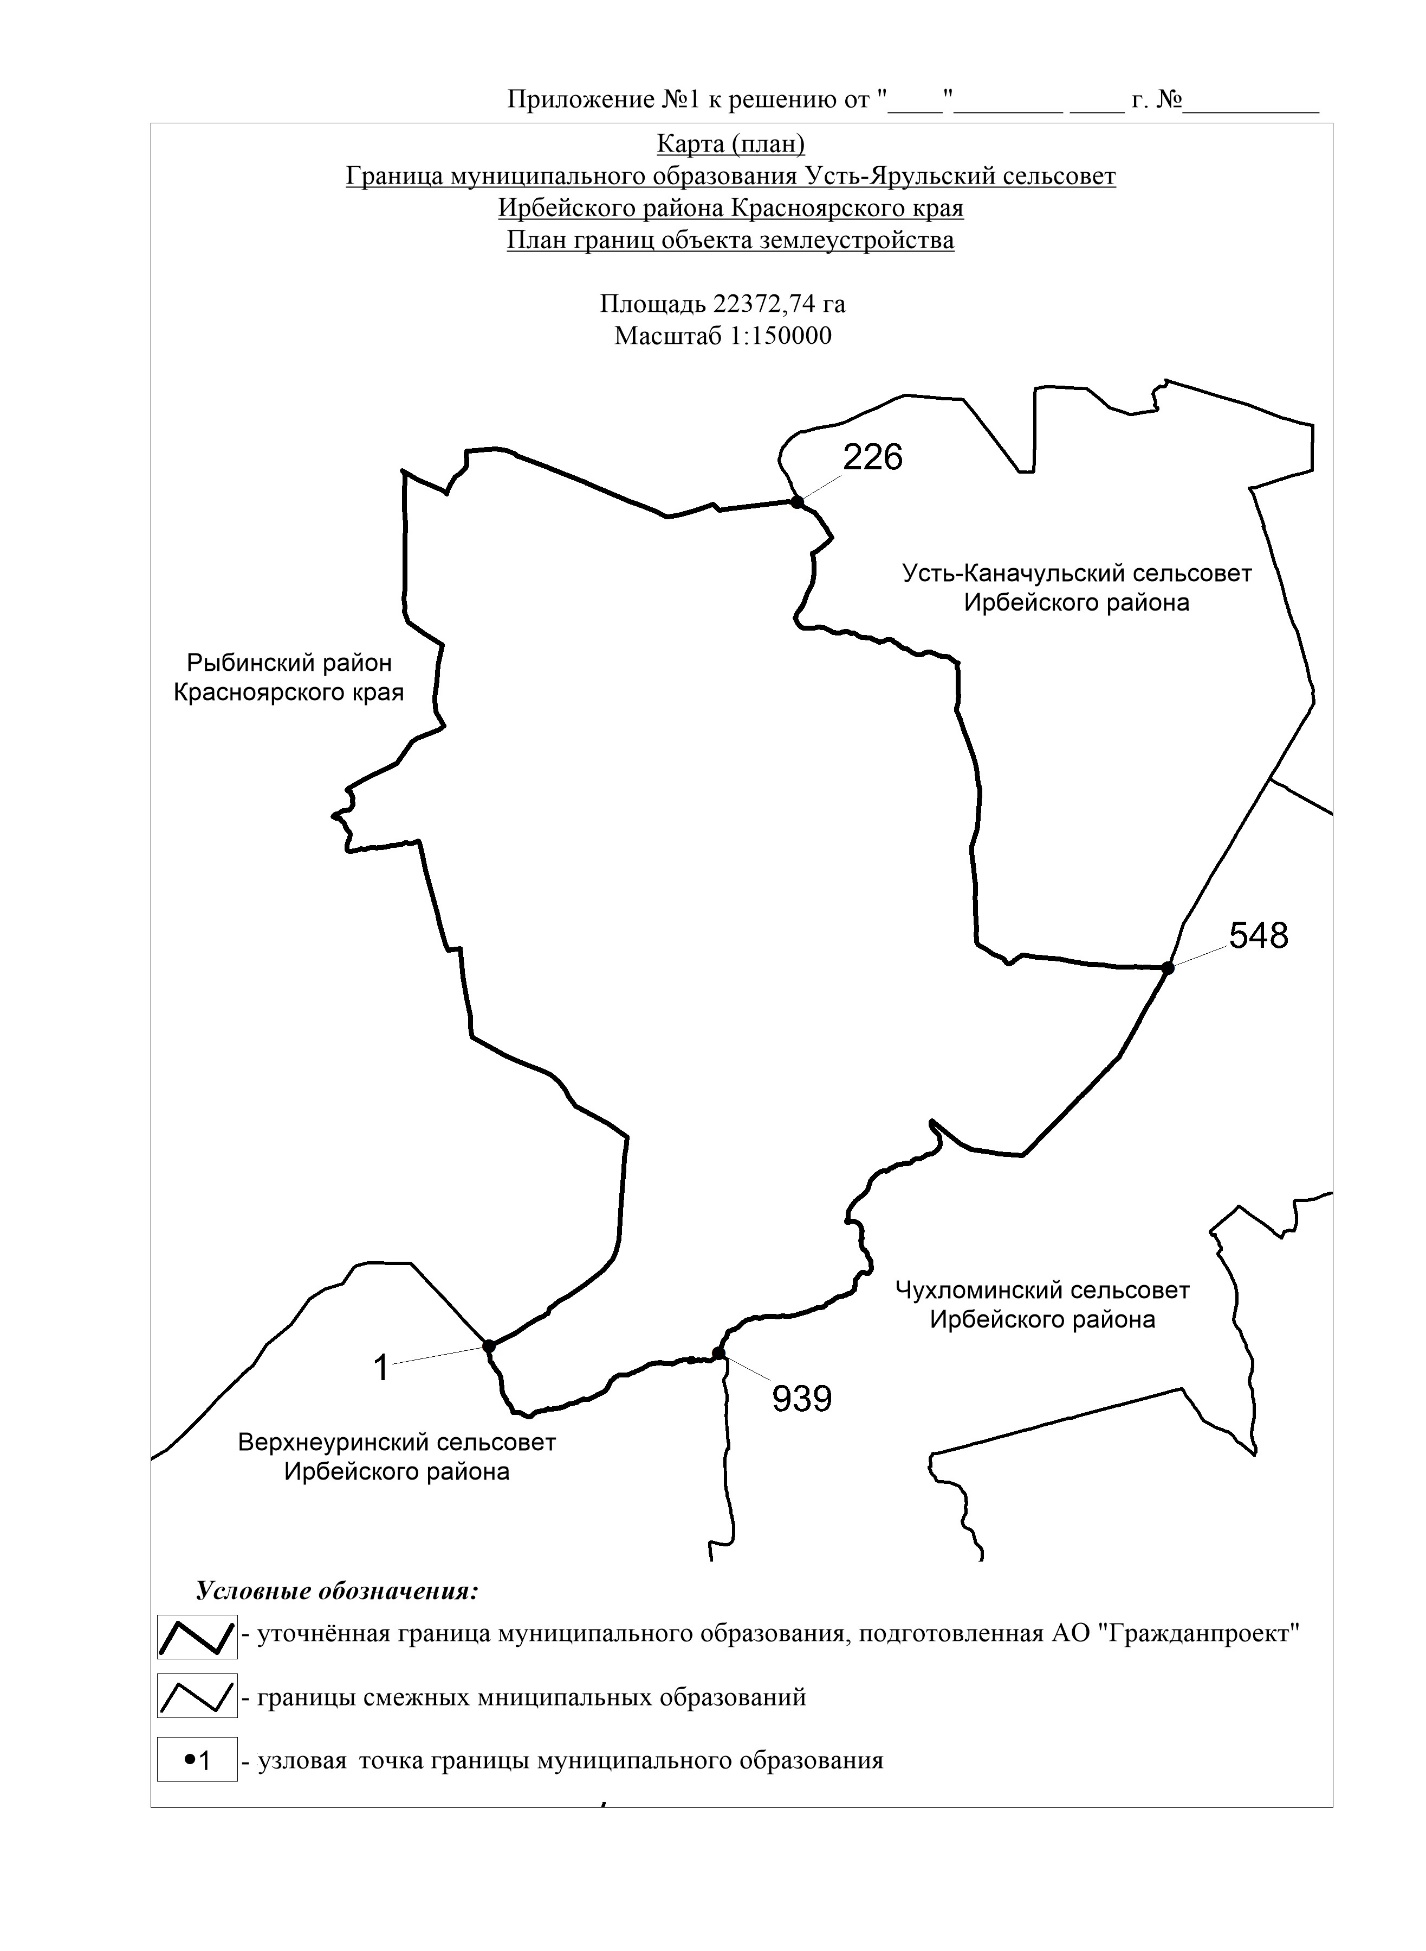 Приложение №1 к решению от "____"________ ____ г. №__________
Карта (план)
Граница муниципального образования Усть-Ярульский сельсовет
Ирбейского района Красноярского края
План границ объекта землеустройства
Площадь 22372,74 га
Масштаб 1:150000
226
Усть-Каначульский сельсовет
Ирбейского района
Рыбинский район
Красноярского края
548
Чухломинский сельсовет
Ирбейского района
1
939
Верхнеуринский сельсовет
Ирбейского района
Условные обозначения:
- уточнённая граница муниципального образования, подготовленная АО "Гражданпроект"
- границы смежных мниципальных образований
1 - узловая точка границы муниципального образования